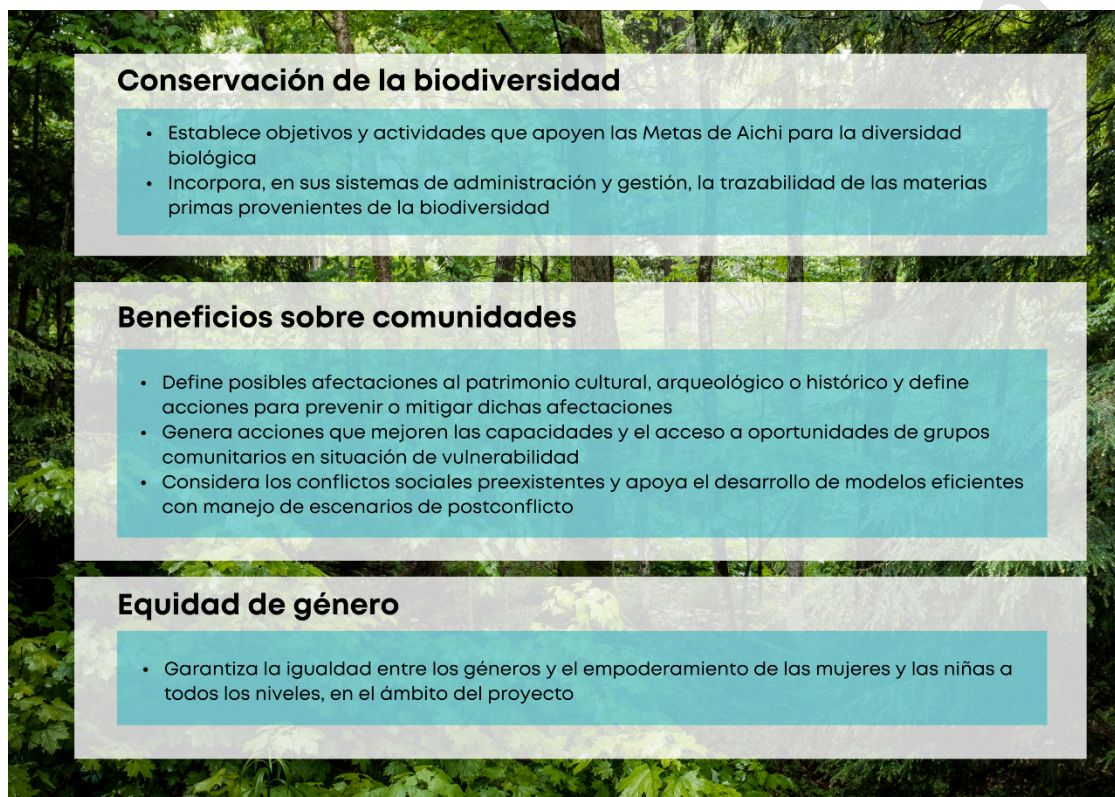 Conservación de la biodiversidad
• Establece objetivos y actividades que apoyen las Metas de Aichi para la diversidad
biológica
• Incorpora, en sus sistemas de administración y gestión, la trazabilidad de las materias
primas provenientes de la biodiversidad
Beneficios sobre comunidades
• Define posibles afectaciones al patrimonio cultural, arqueológico o histórico y define
acciones para prevenir o mitigar dichas afectaciones
• Genera acciones que mejoren las capacidades y el acceso a oportunidades de grupos
comunitarios en situación de vulnerabilidad
• Considera los conflictos sociales preexistentes y apoya el desarrollo de modelos eficientes
con manejo de escenarios de postconflicto
Equidad de género
• Garantiza la igualdad entre los géneros y el empoderamiento de las mujeres y las niñas a
todos los niveles, en el ámbito del proyecto